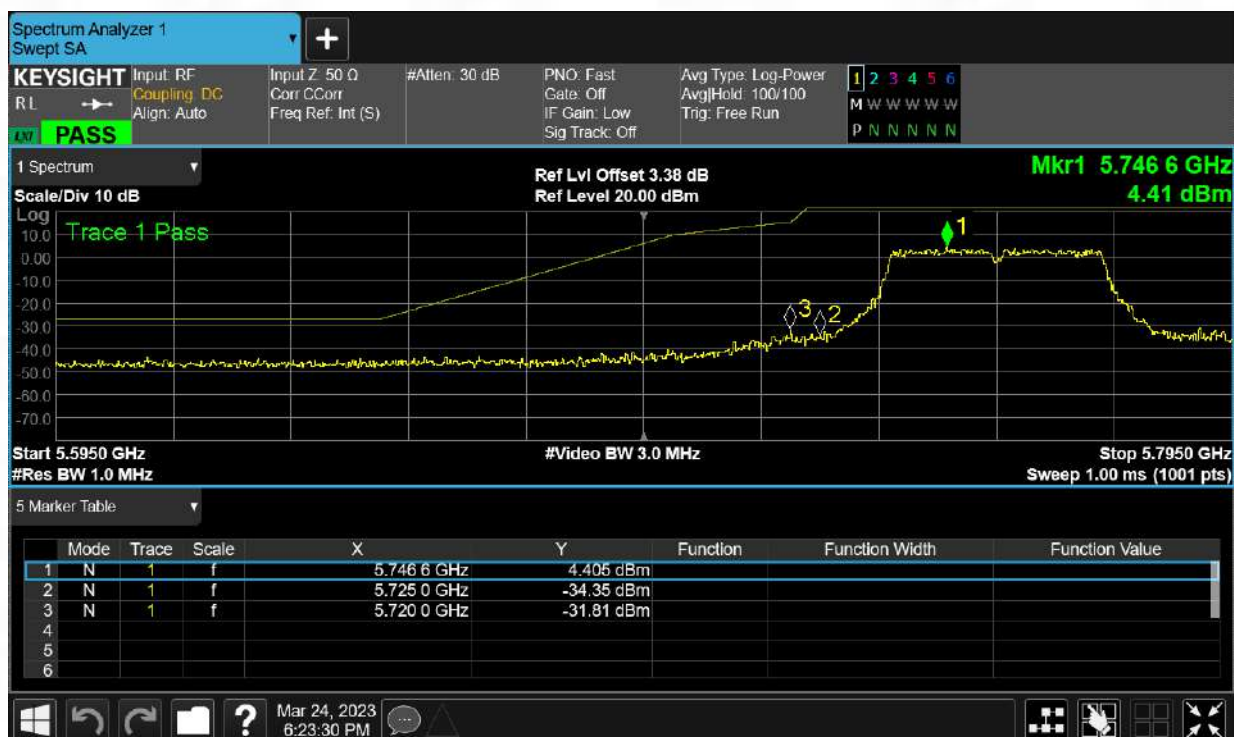 Spectrum Analyzer 1
Swept SA
+
KEYSIGHT
RL
LXI
PASS
Input: RF
Coupling: DC
Align: Auto
Input Z: 50 Ω
Corr CCorr
Freq Ref: Int (S)
#Atten: 30 dB
PNO: Fast
Gate: Off
IF Gain: Low
Sig Track: Off
Avg Type: Log-Power
Avg|Hold: 100/100
Trig: Free Run
1 2 3 4 5 6
M W W W W W
P N N N N N
1 Spectrum
Scale/Div 10 dB
Ref Lvl Offset 3.38 dB
Ref Level 20.00 dBm
Mkr1 5.746 6 GHz
4.41 dBm
Log
Trace 1 Pass
10.0
0.00
-10.0
-20.0
-30.0
-40.0
-50.0
-60.0
-70.0
1
3
2
Start 5.5950 GHz
#Res BW 1.0 MHz
#Video BW 3.0 MHz
Stop 5.7950 GHz
Sweep 1.00 ms (1001 pts)
5 Marker Table
Mode Trace Scale X Y Function Function Width Function Value
1 N 1 f 5.746 6 GHz 4.405 dBm
2 N 1 f 5.725 0 GHz -34.35 dBm
3 N 1 f 5.720 0 GHz -31.81 dBm
4
5
6
?
Mar 24, 2023
6:23:30 PM